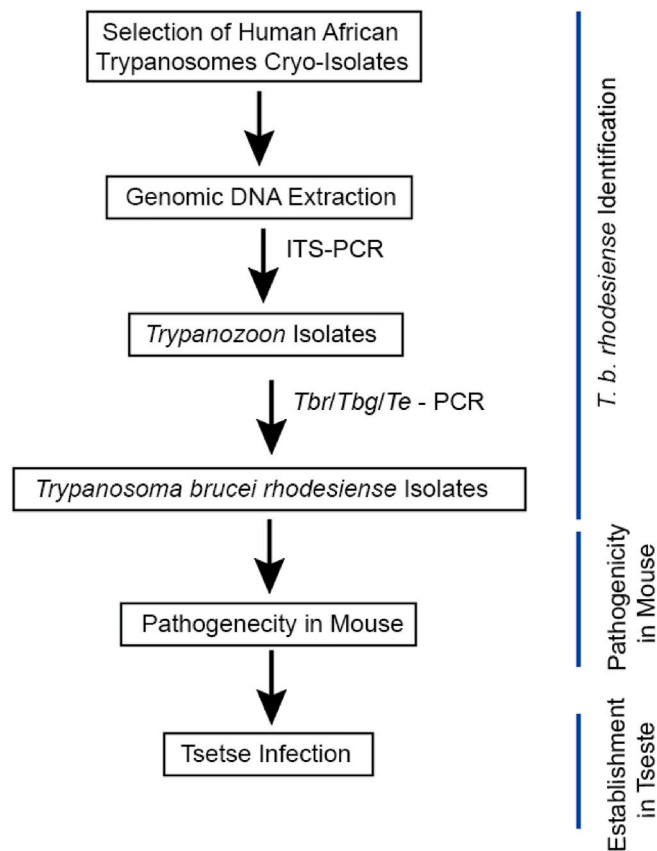 Selection of Human African
Trypanosomes Cryo-Isolates
Genomic DNA Extraction
ITS-PCR
Trypanozoon Isolates
Tbr/Tbg/Te - PCR
Trypanosoma brucei rhodesiense Isolates
Pathogenecity in Mouse
Tsetse Infection
T. b. rhodesiense Identification
Pathogenicity
in Mouse
Establishment
in Tseste